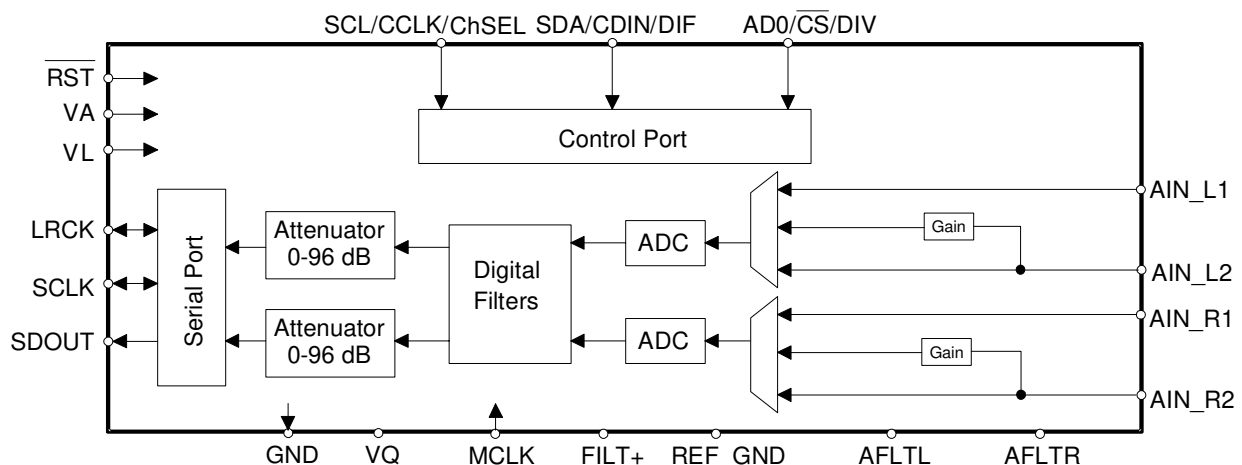 SCL/CCLK/ChSEL SDA/CDIN/DIF AD0/CS/DIV
RST
VA
VL
Control Port
AIN_L1
LRCK
Attenuator
0-96 dB
Digital
Filters
ADC
Gain
SCLK
Serial Port
AIN_L2
AIN_R1
SDOUT
Attenuator
0-96 dB
ADC
Gain
AIN_R2
GND VQ MCLK FILT+ REF GND AFLTL AFLTR